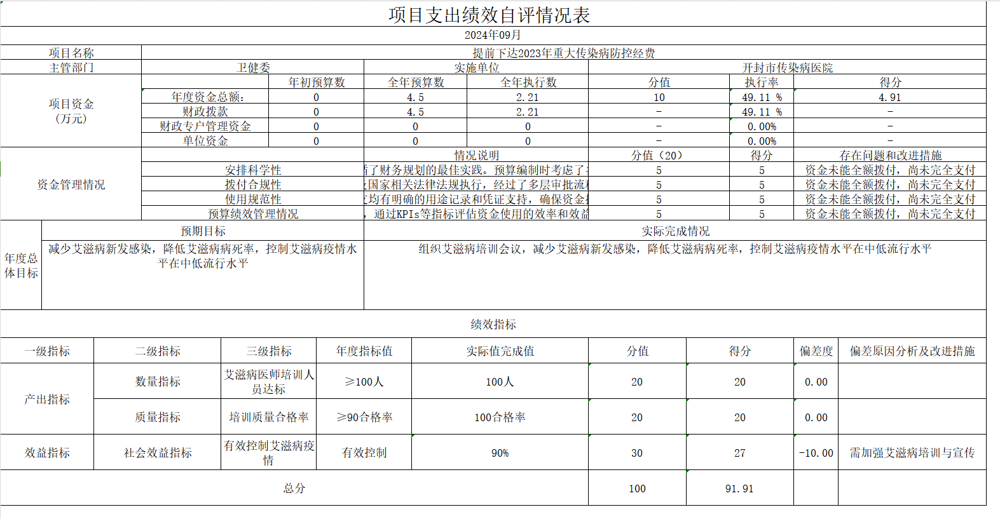 项目支出绩效自评情况表
2024年09月
项目名称 提前下达2023年重大传染病防控经费
主管部门 卫健委 实施单位 开封市传染病医院
项目资金
(万元)
年初预算数 全年预算数 全年执行数 分值 执行率 得分
年度资金总额: 0 4.5 2.21 10 49.11 % 4.91
财政拨款 0 4.5 2.21 - 49.11 % -
财政专户管理资金 0 0 0 - 0.00% -
单位资金 0 0 0 - 0.00% -
资金管理情况
情况说明 分值（20） 得分 存在问题和改进措施
安排科学性 了财务规划的最佳实践。预算编制时考虑了 5 5 资金未能全额拨付，尚未完全支付
拨付合规性 国家相关法律法规执行，经过了多层审批流 5 5 资金未能全额拨付，尚未完全支付
使用规范性 均有明确的用途记录和凭证支持，确保资金 5 5 资金未能全额拨付，尚未完全支付
预算绩效管理情况 ，通过KPIs等指标评估资金使用的效率和效益 5 5 资金未能全额拨付，尚未完全支付
年度总
体目标
预期目标 实际完成情况
减少艾滋病新发感染，降低艾滋病病死率，控制艾滋病疫情水
平在中低流行水平
组织艾滋病培训会议，减少艾滋病新发感染，降低艾滋病病死率，控制艾滋病疫情水平在中低流行水平
绩效指标
一级指标 二级指标 三级指标 年度指标值 实际值完成值 分值 得分 偏差度 偏差原因分析及改进措施
产出指标
数量指标 艾滋病医师培训人
员达标 ≥100人 100人 20 20 0.00
质量指标 培训质量合格率 ≥90合格率 100合格率 20 20 0.00
效益指标 社会效益指标 有效控制艾滋病疫
情 有效控制 90% 30 27 -10.00 需加强艾滋病培训与宣传
总分 100 91.91